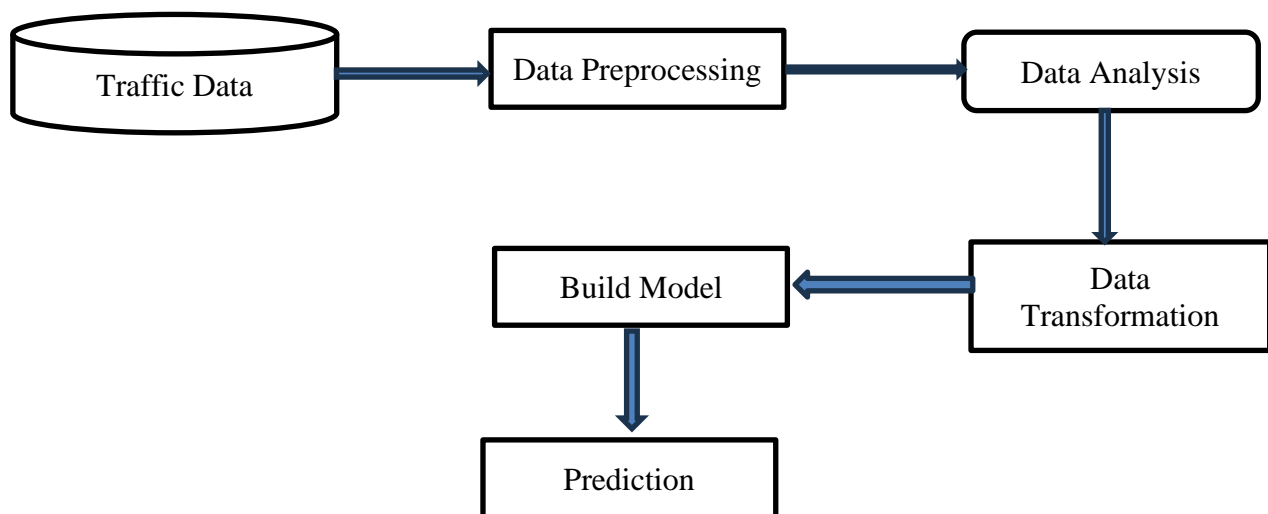 Traffic Data
Data Preprocessing
Data Analysis
Data
Transformation
Build Model
Prediction